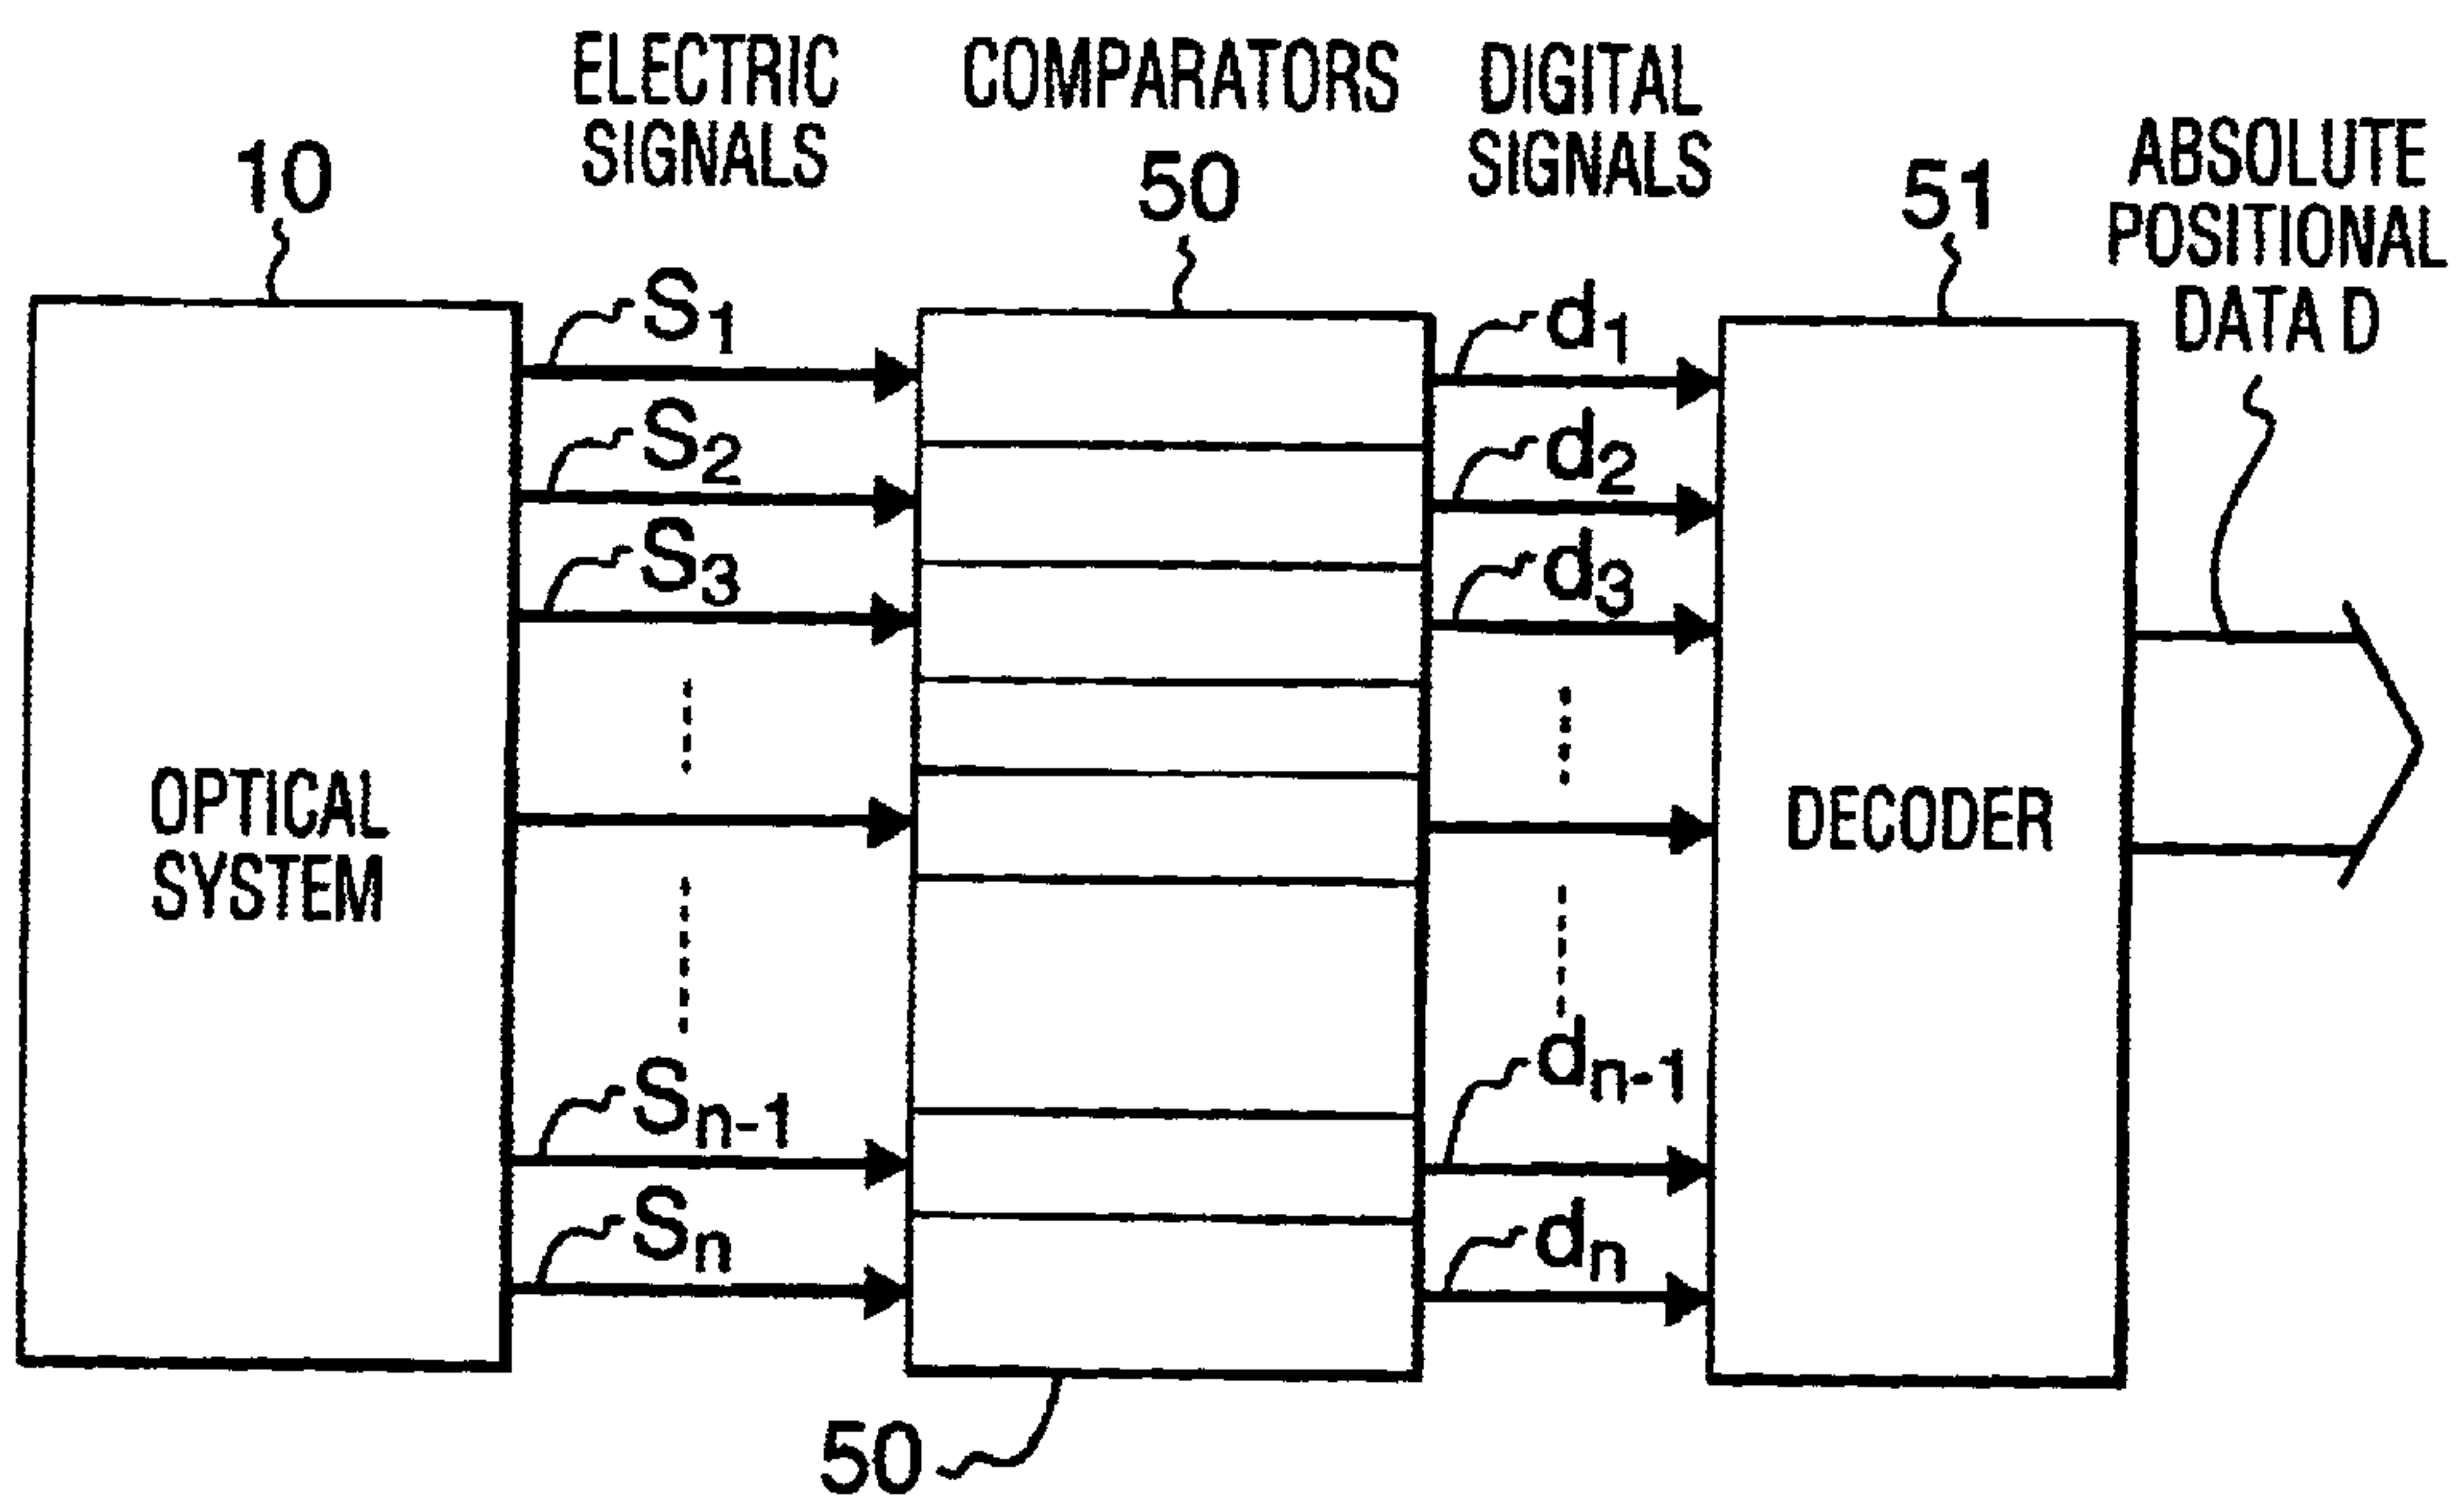 ELECTRIC
SIGNALS
COMPARATORS
DIGITAL
SIGNALS
ABSOLUTE
POSITIONAL
DATA D
10
50
51
S1
S2
S3
Sn-1
Sn
d1
d2
d3
dn-1
dn
OPTICAL
SYSTEM
DECODER
50